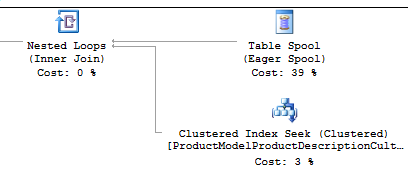 Nested Loops
(Inner Join)
Cost: 0 %
Table Spool
(Eager Spool)
Cost: 39 %
Clustered Index Seek (Clustered)
[ProductModelProductDescriptionCult…
Cost: 3 %